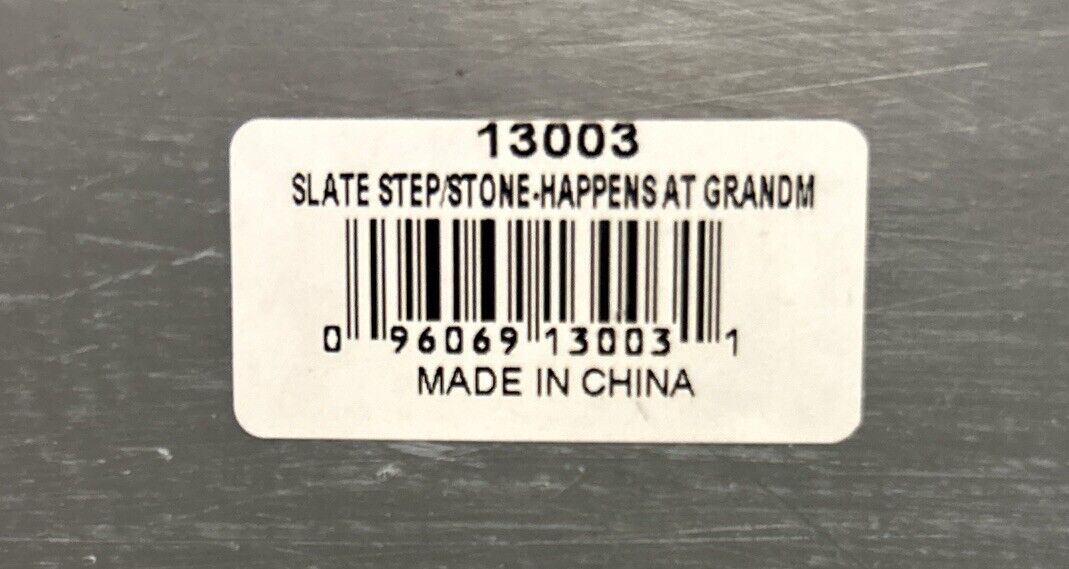 13003
SLATE STEP/STONE-HAPPENS AT GRANDM
0 96069 13003 1
MADE IN CHINA